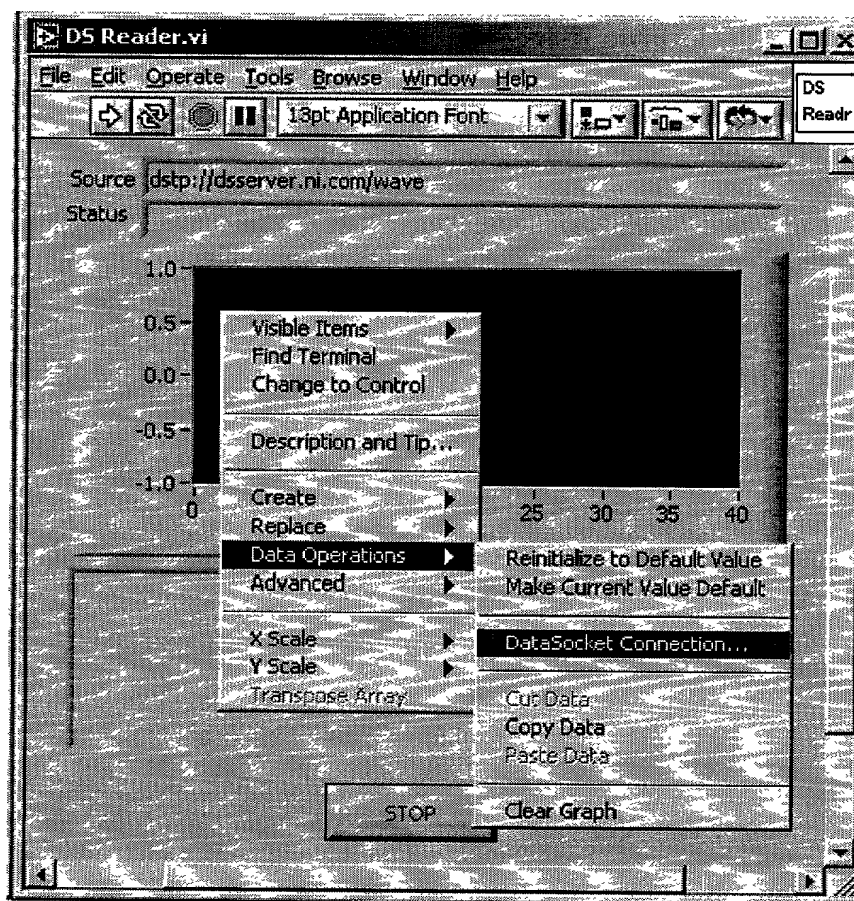 DS Reader.vi
File Edit Operate Tools Browse Window Help
13pt Application Font
DS
Readr
Source dstp://dsserver.ni.com/wave
Status
1.0
0.5
0.0
-0.5
-1.0
0 25 30 35 40
Visible Items
Find Terminal
Change to Control
Description and Tip...
Create
Replace
Data Operations
Advanced
X Scale
Y Scale
Transpose Array
Reinitialize to Default Value
Make Current Value Default
DataSocket Connection...
Cut Data
Copy Data
Paste Data
Clear Graph
STOP